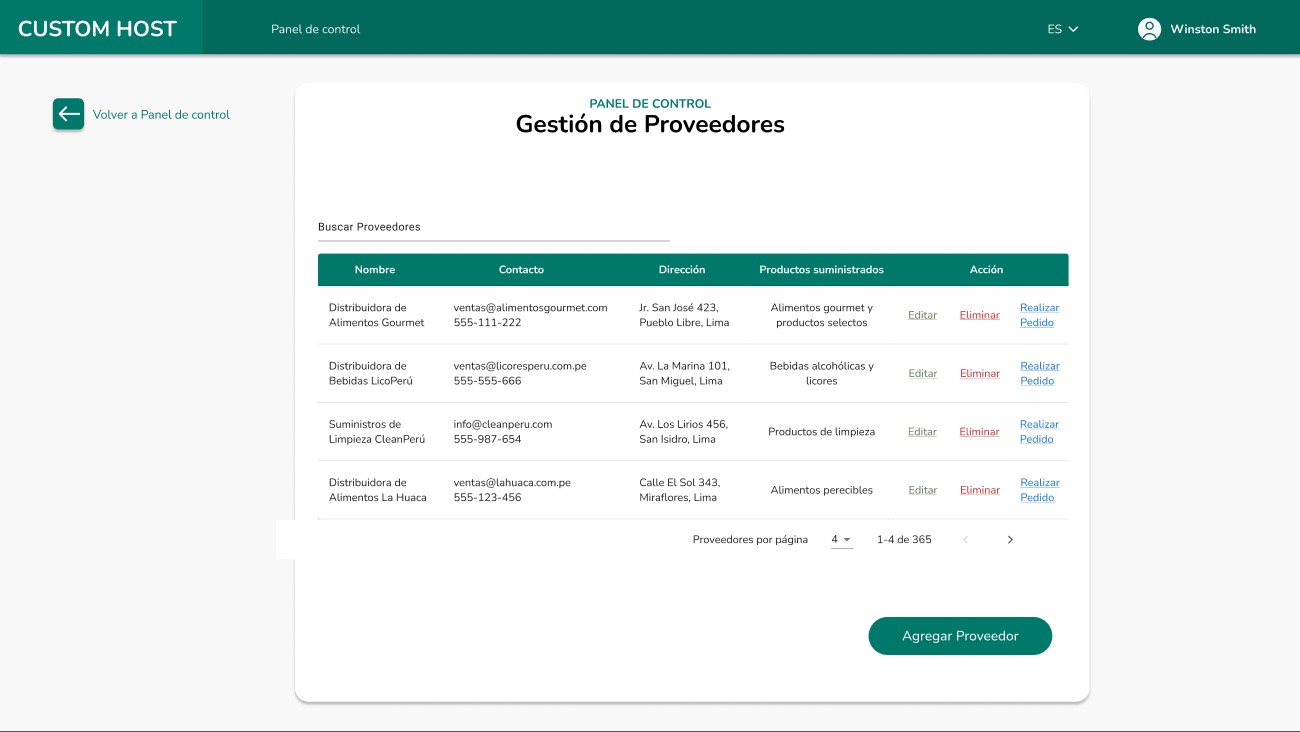 CUSTOM HOST
Panel de control
ES
Winston Smith
Volver a Panel de control
PANEL DE CONTROL
Gestión de Proveedores
Buscar Proveedores
Nombre Contacto Dirección Productos suministrados Acción
Distribuidora de
Alimentos Gourmet
ventas@alimentosgourmet.com
555-111-222
Jr. San José 423,
Pueblo Libre, Lima
Alimentos gourmet y
productos selectos
Editar
Eliminar
Realizar
Pedido
Distribuidora de
Bebidas LicoPerú
ventas@licoresperu.com.pe
555-555-666
Av. La Marina 101,
San Miguel, Lima
Bebidas alcohólicas y
licores
Editar
Eliminar
Realizar
Pedido
Suministros de
Limpieza CleanPerú
info@cleanperu.com
555-987-654
Av. Los Lirios 456,
San Isidro, Lima
Productos de limpieza
Editar
Eliminar
Realizar
Pedido
Distribuidora de
Alimentos La Huaca
ventas@lahuaca.com.pe
555-123-456
Calle El Sol 343,
Miraflores, Lima
Alimentos perecibles
Editar
Eliminar
Realizar
Pedido
Proveedores por página 4 1-4 de 365
Agregar Proveedor